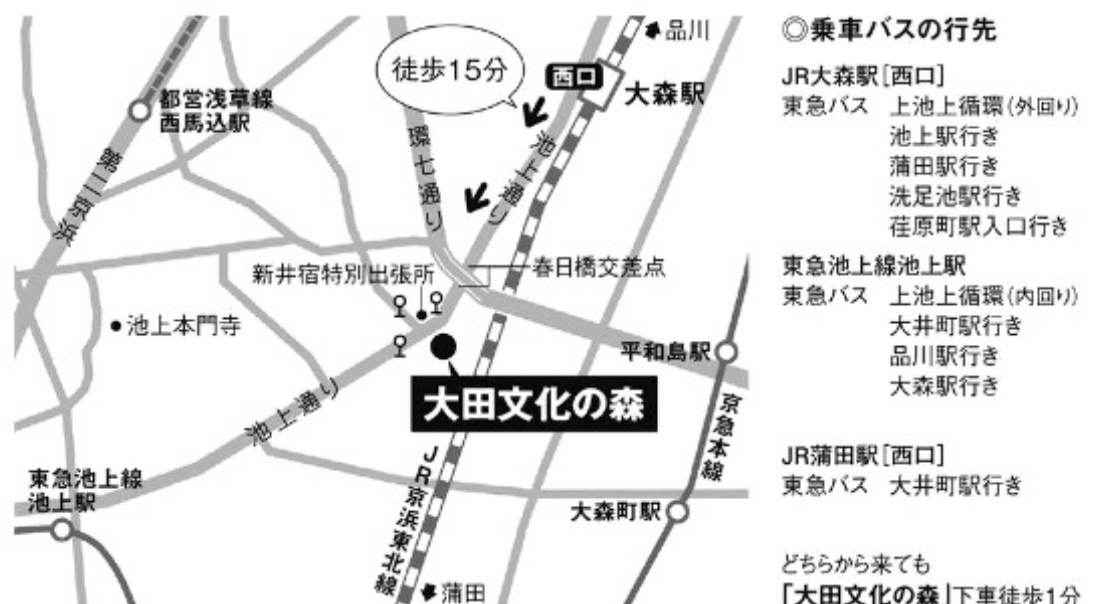 品川
徒歩15分
西口
大森駅
都営浅草線
西馬込駅
環七通り
池上通り
第二京浜
新井宿特別出張所
春日橋交差点
池上本門寺
平和島駅
大田文化の森
池上通り
京急本線
JR京浜東北線
東急池上線
池上駅
大森町駅
蒲田
◎乗車バスの行先
JR大森駅[西口]
東急バス 上池上循環(外回り)
池上駅行き
蒲田駅行き
洗足池駅行き
荏原町駅入口行き
東急池上線池上駅
東急バス 上池上循環(内回り)
大井町駅行き
品川駅行き
大森駅行き
JR蒲田駅[西口]
東急バス 大井町駅行き
どちらから来ても
「大田文化の森」下車徒歩1分